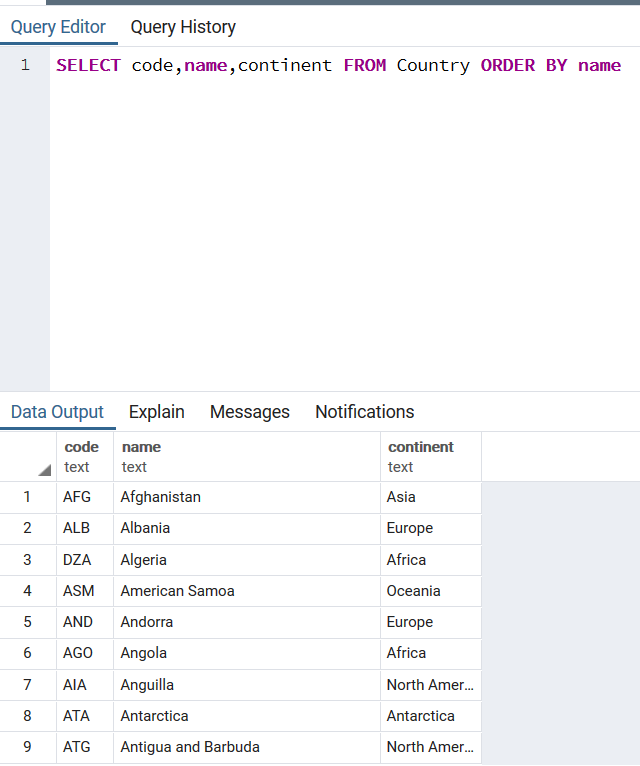 Query Editor Query History
1 SELECT code,name,continent FROM Country ORDER BY name
Data Output Explain Messages Notifications
code name continent
text text text
1 AFG Afghanistan Asia
2 ALB Albania Europe
3 DZA Algeria Africa
4 ASM American Samoa Oceania
5 AND Andorra Europe
6 AGO Angola Africa
7 AIA Anguilla North Amer...
8 ATA Antarctica Antarctica
9 ATG Antigua and Barbuda North Amer...